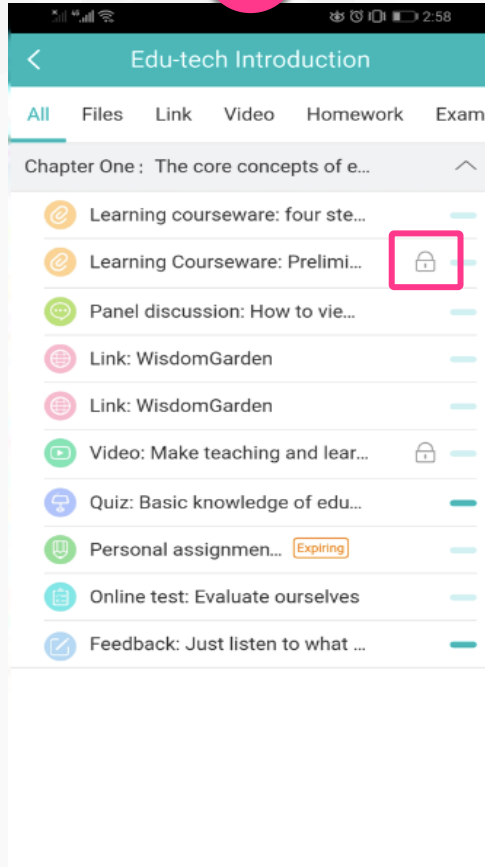 2:58
Edu-tech Introduction
All Files Link Video Homework Exam
Chapter One： The core concepts of e...
Learning courseware: four ste...
Learning Courseware: Prelimi...
Panel discussion: How to vie...
Link: WisdomGarden
Link: WisdomGarden
Video: Make teaching and lear...
Quiz: Basic knowledge of edu...
Personal assignmen... Expiring
Online test: Evaluate ourselves
Feedback: Just listen to what ...